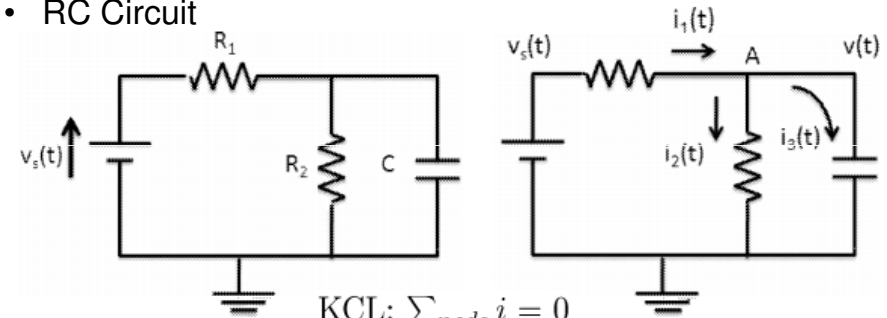 • RC Circuit
R₁
vₛ(t)
R₂
C
vₛ(t)
i₁(t)
A
v(t)
i₂(t)
i₃(t)
KCL: ∑node i = 0